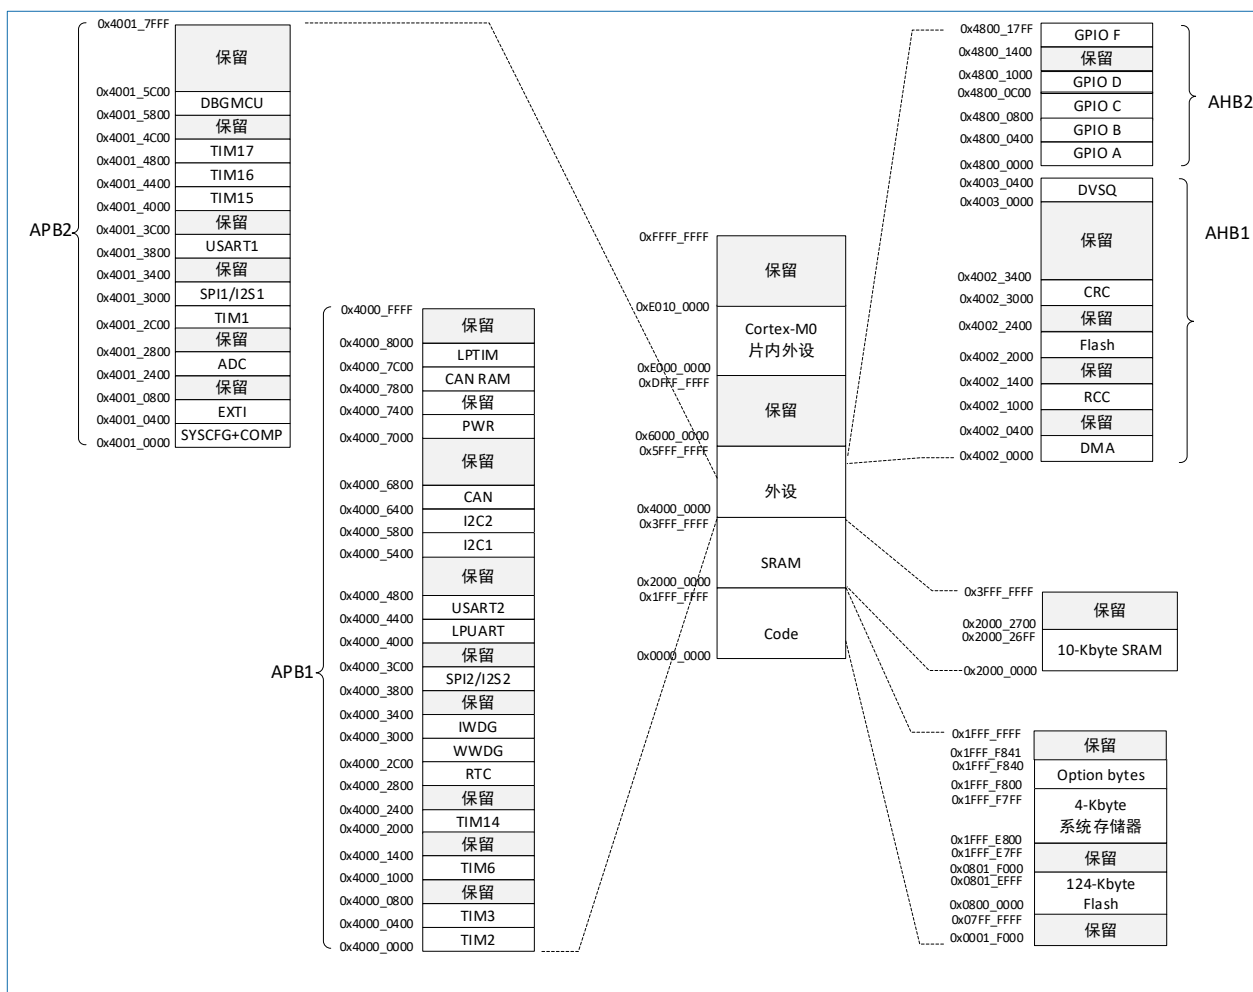 0x4001_7FFF
保留
0x4001_5C00
DBGMCU
0x4001_5800
保留
0x4001_4C00
TIM17
0x4001_4800
TIM16
0x4001_4400
TIM15
0x4001_4000
保留
0x4001_3C00
USART1
0x4001_3800
保留
0x4001_3400
SPI1/I2S1
0x4001_3000
TIM1
0x4001_2C00
保留
0x4001_2800
ADC
0x4001_2400
保留
0x4001_0800
EXTI
0x4001_0400
SYSCFG+COMP
0x4001_0000
APB2
0x4000_FFFF
保留
0x4000_8000
LPTIM
0x4000_7C00
CAN RAM
0x4000_7800
保留
0x4000_7400
PWR
0x4000_7000
保留
0x4000_6800
CAN
0x4000_6400
I2C2
0x4000_5800
I2C1
0x4000_5400
保留
0x4000_4800
USART2
0x4000_4400
LPUART
0x4000_4000
保留
0x4000_3C00
SPI2/I2S2
0x4000_3800
保留
0x4000_3400
IWDG
0x4000_3000
WWDG
0x4000_2C00
RTC
0x4000_2800
保留
0x4000_2400
TIM14
0x4000_2000
保留
0x4000_1400
TIM6
0x4000_1000
保留
0x4000_0800
TIM3
0x4000_0400
TIM2
0x4000_0000
APB1
0xFFFF_FFFF
保留
0xE010_0000
Cortex-M0
片内外设
0xE000_0000
0xDFFF_FFFF
保留
0x6000_0000
0x5FFF_FFFF
外设
0x4000_0000
0x3FFF_FFFF
SRAM
0x2000_0000
0x1FFF_FFFF
Code
0x0000_0000
0x4800_17FF
GPIO F
0x4800_1400
保留
0x4800_1000
GPIO D
0x4800_0C00
GPIO C
0x4800_0800
GPIO B
0x4800_0400
GPIO A
0x4800_0000
AHB2
0x4003_0400
DVSQ
0x4003_0000
保留
0x4002_3400
CRC
0x4002_3000
保留
0x4002_2400
Flash
0x4002_2000
保留
0x4002_1400
RCC
0x4002_1000
保留
0x4002_0400
DMA
0x4002_0000
AHB1
0x3FFF_FFFF
保留
0x2000_2700
0x2000_26FF
10-Kbyte SRAM
0x2000_0000
0x1FFF_FFFF
保留
0x1FFF_F841
0x1FFF_F840
Option bytes
0x1FFF_F800
0x1FFF_F7FF
4-Kbyte
系统存储器
0x1FFF_E800
0x1FFF_E7FF
保留
0x0801_F000
0x0801_EFFF
124-Kbyte
Flash
0x0800_0000
0x07FF_FFFF
保留
0x0001_F000